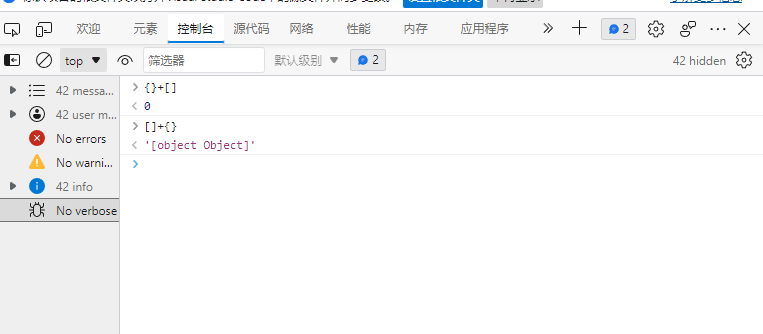 欢迎 元素 控制台 源代码 网络 性能 内存 应用程序 2
top 筛选器 默认级别 2 42 hidden
42 messa...
42 user m...
No errors
No warni...
42 info
No verbose
{}+[]
0
[]+{}
'[object Object]'